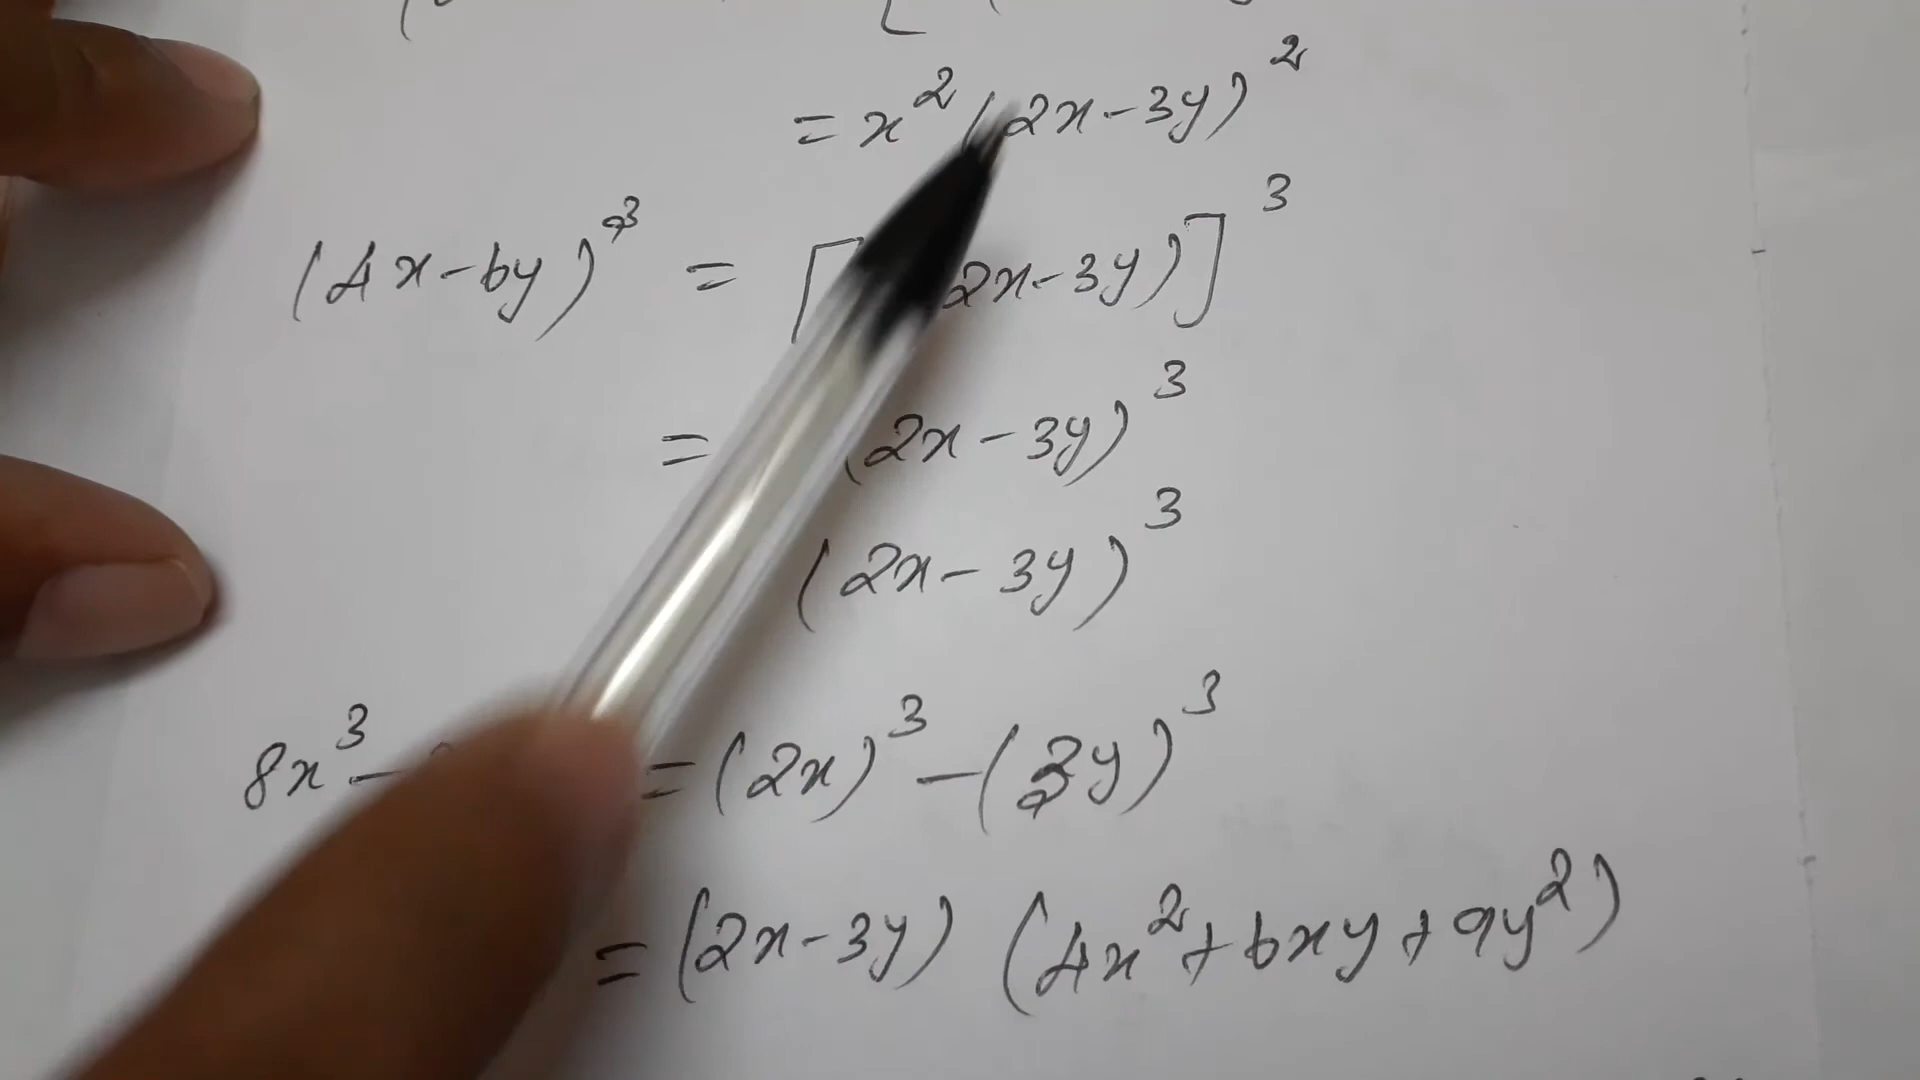 = x² (2x-3y)²
(4x-6y)³ = [ 2x-3y)]³
= (2x-3y)³
(2x-3y)³
8x³- = (2x)³-(3y)³
= (2x-3y) (4x²+6xy+9y²)